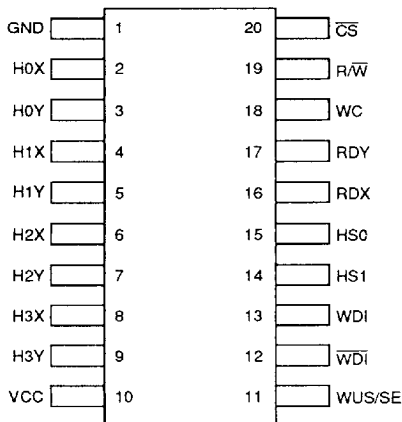 GND 1 20 C̅S̅
H0X 2 19 R/W̅
H0Y 3 18 WC
H1X 4 17 RDY
H1Y 5 16 RDX
H2X 6 15 HS0
H2Y 7 14 HS1
H3X 8 13 WDI
H3Y 9 12 W̅D̅I̅
VCC 10 11 WUS/SE